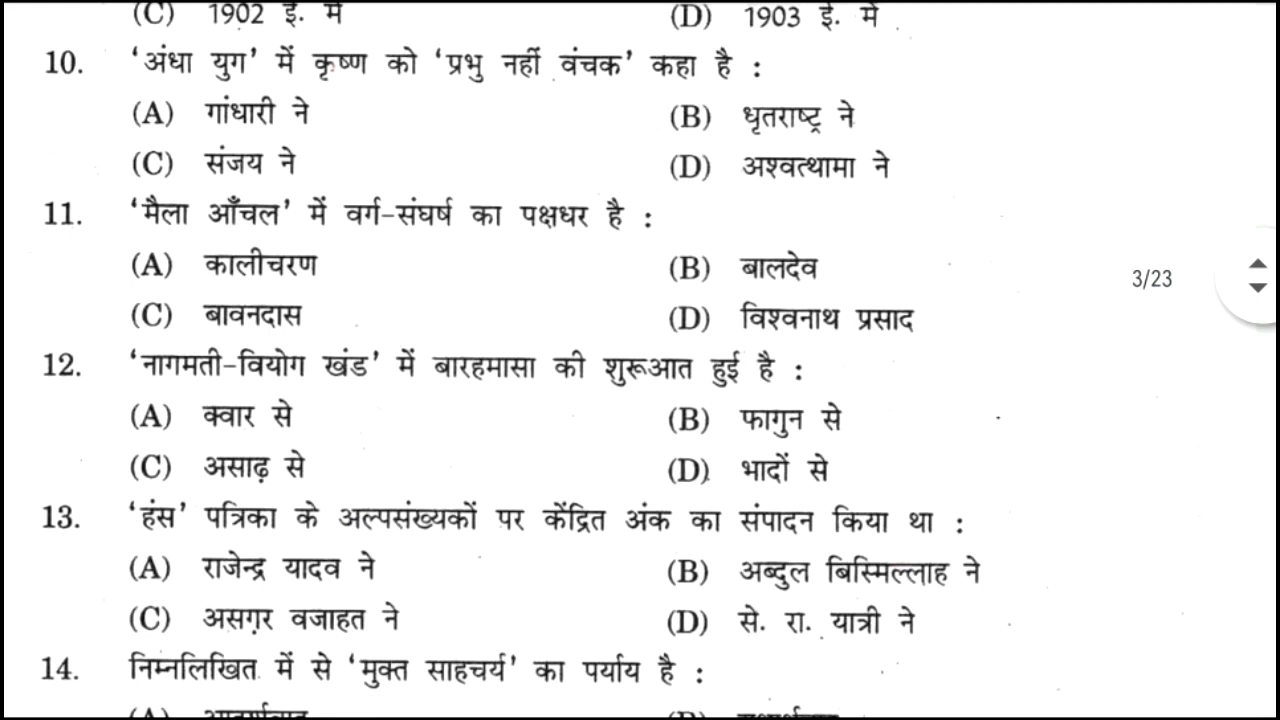 (C) 1902 ई. में (D) 1903 ई. में
10. ‘अंधा युग’ में कृष्ण को ‘प्रभु नहीं वंचक’ कहा है :
(A) गांधारी ने (B) धृतराष्ट्र ने
(C) संजय ने (D) अश्वत्थामा ने
11. ‘मैला आँचल’ में वर्ग-संघर्ष का पक्षधर है :
(A) कालीचरण (B) बालदेव
3/23
(C) बावनदास (D) विश्वनाथ प्रसाद
12. ‘नागमती-वियोग खंड’ में बारहमासा की शुरूआत हुई है :
(A) क्वार से (B) फागुन से
(C) असाढ़ से (D) भादों से
13. ‘हंस’ पत्रिका के अल्पसंख्यकों पर केंद्रित अंक का संपादन किया था :
(A) राजेन्द्र यादव ने (B) अब्दुल बिस्मिल्लाह ने
(C) असग़र वजाहत ने (D) से. रा. यात्री ने
14. निम्नलिखित में से ‘मुक्त साहचर्य’ का पर्याय है :
(A) (B)